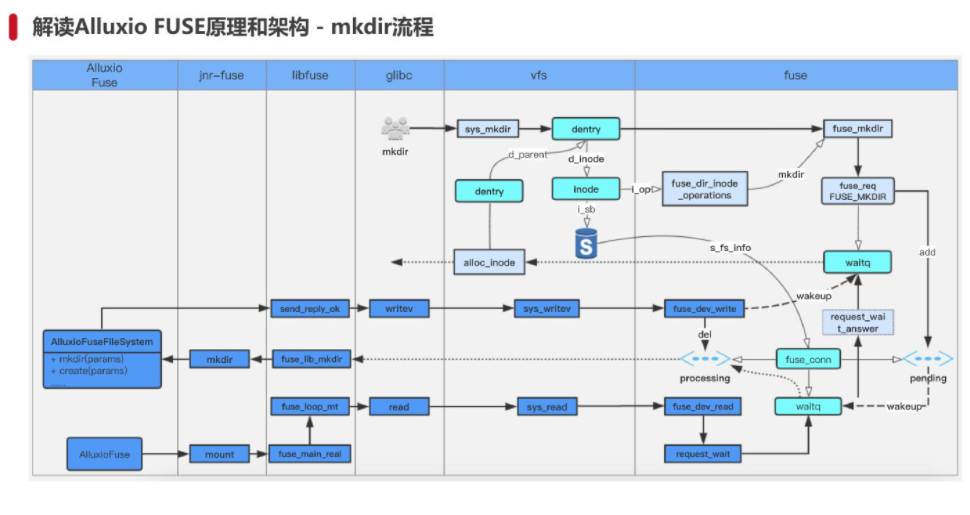 解读Alluxio FUSE原理和架构 - mkdir流程
Alluxio
Fuse
jnr-fuse
libfuse
glibc
vfs
fuse
mkdir
sys_mkdir
dentry
fuse_mkdir
d_parent
d_inode
mkdir
dentry
inode
i_op
fuse_dir_inode
_operations
fuse_req
FUSE_MKDIR
i_sb
S
s_fs_info
add
alloc_inode
waitq
wakeup
send_reply_ok
writev
sys_writev
fuse_dev_write
request_wai
t_answer
del
AlluxioFuseFileSystem
+ mkdir(params)
+ create(params)
......
mkdir
fuse_lib_mkdir
<···>
fuse_conn
<···>
processing
pending
fuse_loop_mt
read
sys_read
fuse_dev_read
waitq
wakeup
AlluxioFuse
mount
fuse_main_real
request_wait